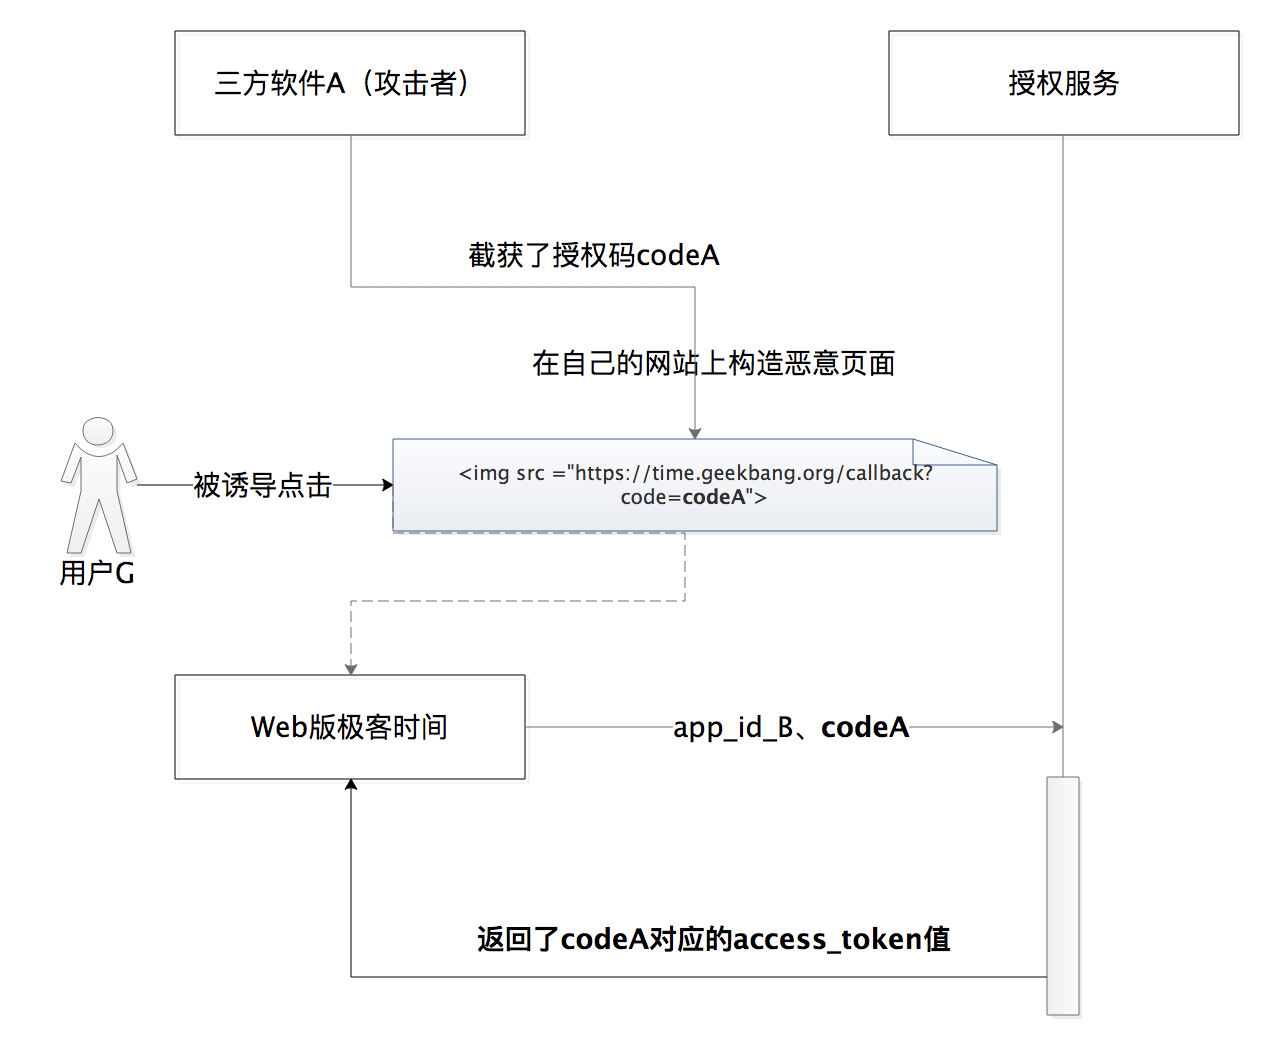 三方软件A（攻击者）
授权服务
截获了授权码codeA
在自己的网站上构造恶意页面
<img src ="https://time.geekbang.org/callback?
code=codeA">
被诱导点击
用户G
Web版极客时间
app_id_B、codeA
返回了codeA对应的access_token值